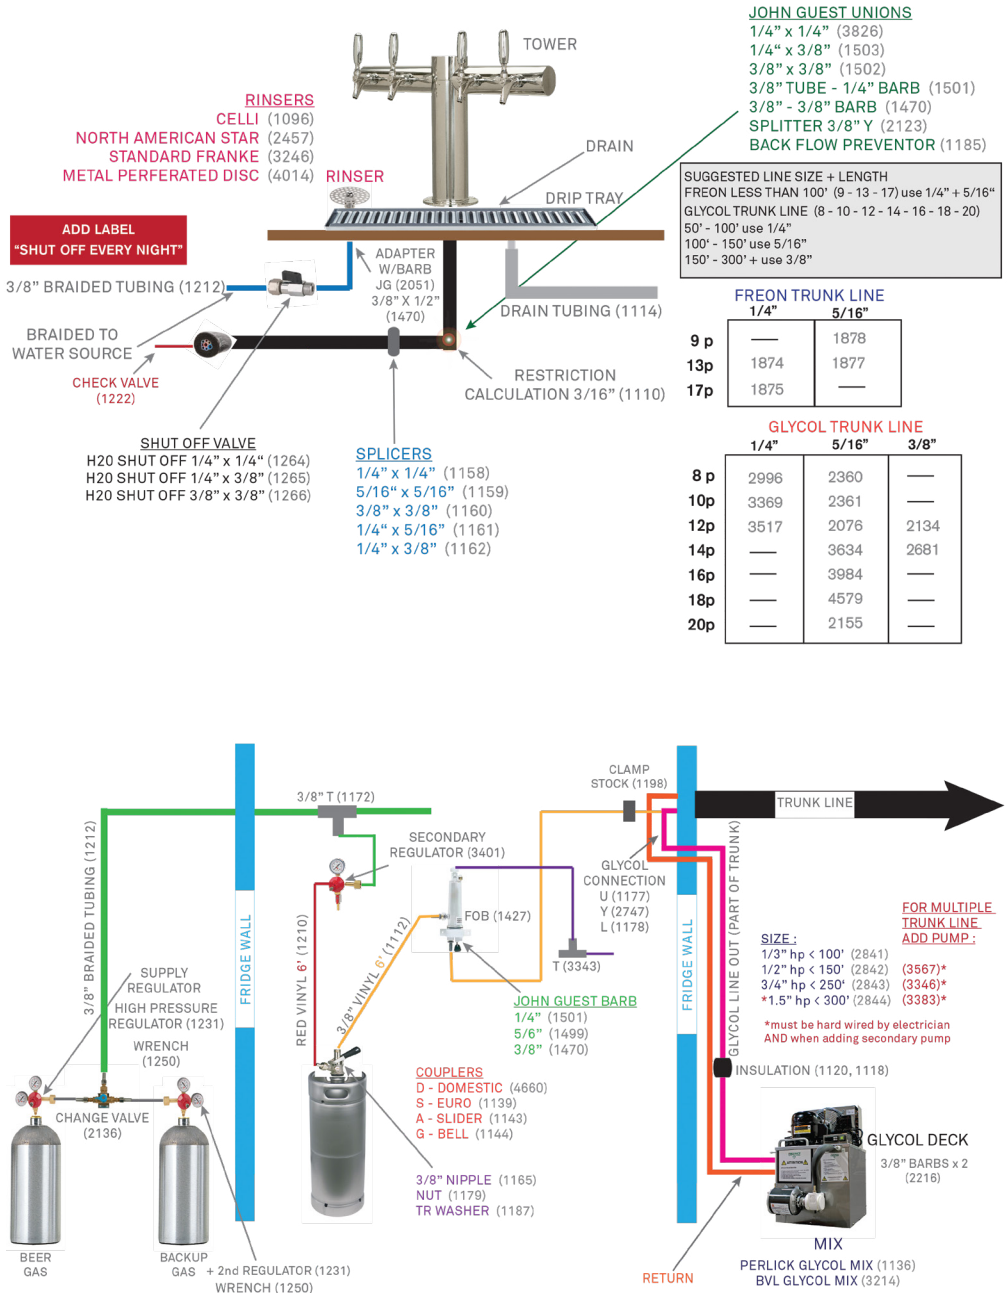 JOHN GUEST UNIONS
1/4” x 1/4” (3826)
1/4“ x 3/8” (1503)
3/8” x 3/8” (1502)
3/8” TUBE - 1/4” BARB (1501)
3/8” - 3/8” BARB (1470)
SPLITTER 3/8” Y (2123)
BACK FLOW PREVENTOR (1185)
TOWER
RINSERS
CELLI (1096)
NORTH AMERICAN STAR (2457)
STANDARD FRANKE (3246)
METAL PERFERATED DISC (4014)
RINSER
DRAIN
DRIP TRAY
SUGGESTED LINE SIZE + LENGTH
FREON LESS THAN 100’ (9 - 13 - 17) use 1/4” + 5/16“
GLYCOL TRUNK LINE (8 - 10 - 12 - 14 - 16 - 18 - 20)
50’ - 100’ use 1/4”
100‘ - 150’ use 5/16”
150’ - 300’ + use 3/8”
ADD LABEL
“SHUT OFF EVERY NIGHT”
ADAPTER
W/BARB
JG (2051)
3/8” X 1/2”
(1470)
3/8” BRAIDED TUBING (1212)
DRAIN TUBING (1114)
BRAIDED TO
WATER SOURCE
CHECK VALVE
(1222)
RESTRICTION
CALCULATION 3/16” (1110)
FREON TRUNK LINE
1/4” 5/16”
9 p — 1878
13p 1874 1877
17p 1875 —
SHUT OFF VALVE
H20 SHUT OFF 1/4” x 1/4“ (1264)
H20 SHUT OFF 1/4” x 3/8” (1265)
H20 SHUT OFF 3/8” x 3/8” (1266)
SPLICERS
1/4” x 1/4” (1158)
5/16“ x 5/16” (1159)
3/8” x 3/8” (1160)
1/4“ x 5/16” (1161)
1/4” x 3/8” (1162)
GLYCOL TRUNK LINE
1/4” 5/16” 3/8”
8 p 2996 2360 —
10p 3369 2361 —
12p 3517 2076 2134
14p — 3634 2681
16p — 3984 —
18p — 4579 —
20p — 2155 —
3/8” T (1172)
CLAMP
STOCK (1198)
TRUNK LINE
3/8” BRAIDED TUBING (1212)
FRIDGE WALL
SECONDARY
REGULATOR (3401)
RED VINYL 6’ (1210)
3/8” VINYL 6’ (1112)
FOB (1427)
T (3343)
GLYCOL
CONNECTION
U (1177)
Y (2747)
L (1178)
FRIDGE WALL
GLYCOL LINE OUT (PART OF TRUNK)
FOR MULTIPLE
TRUNK LINE
ADD PUMP :
SIZE :
1/3” hp < 100’ (2841)
1/2” hp < 150’ (2842) (3567)*
3/4” hp < 250‘ (2843) (3346)*
*1.5” hp < 300’ (2844) (3383)*
*must be hard wired by electrician
AND when adding secondary pump
SUPPLY
REGULATOR
HIGH PRESSURE
REGULATOR (1231)
WRENCH
(1250)
CHANGE VALVE
(2136)
JOHN GUEST BARB
1/4” (1501)
5/6” (1499)
3/8” (1470)
COUPLERS
D - DOMESTIC (4660)
S - EURO (1139)
A - SLIDER (1143)
G - BELL (1144)
3/8” NIPPLE (1165)
NUT (1179)
TR WASHER (1187)
INSULATION (1120, 1118)
GLYCOL DECK
3/8” BARBS x 2
(2216)
BEER
GAS
BACKUP
GAS
+ 2nd REGULATOR (1231)
WRENCH (1250)
RETURN
MIX
PERLICK GLYCOL MIX (1136)
BVL GLYCOL MIX (3214)